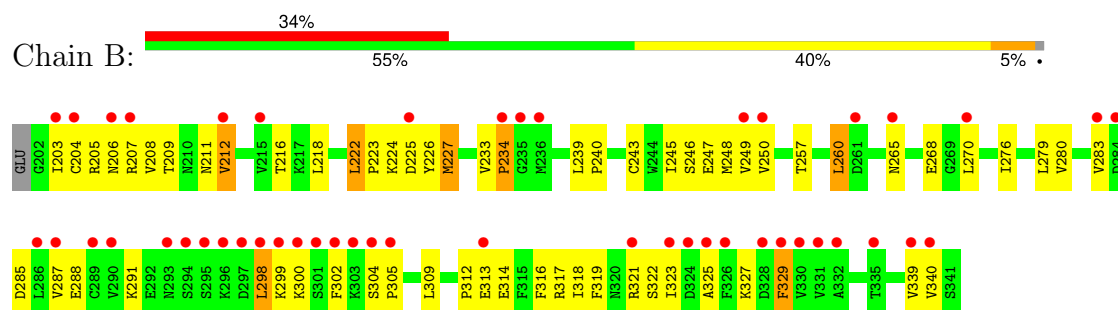 34%
Chain B:
55% 40% 5% •
GLU G202 I203 C204 R205 N206 R207 V208 T209 N210 N211 V212 V215 T216 K217 L218 L222 P223 K224 D225 Y226 M227 V233 P234 G235 M236 L239 P240 C243 W244 I245 S246 E247 M248 V249 V250 T257 L260 D261 N265 E268 G269 L270 I276 L279 V280 V283 D284
D285 L286 V287 E288 C289 V290 K291 E292 N293 S294 S295 K296 D297 L298 K299 K300 S301 F302 K303 S304 P305 L309 P312 E313 E314 F315 F316 R317 I318 F319 N320 R321 S322 I323 D324 A325 F326 K327 D328 F329 V330 V331 A332 T335 V339 V340 S341